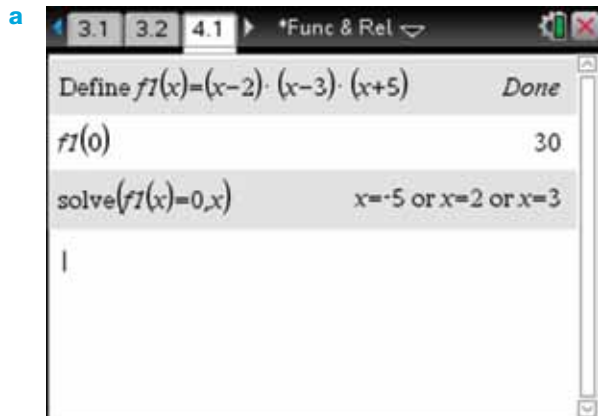 a
3.1 3.2 4.1 *Func & Rel
Define f1(x)=(x−2)·(x−3)·(x+5) Done
f1(0) 30
solve(f1(x)=0,x) x=-5 or x=2 or x=3